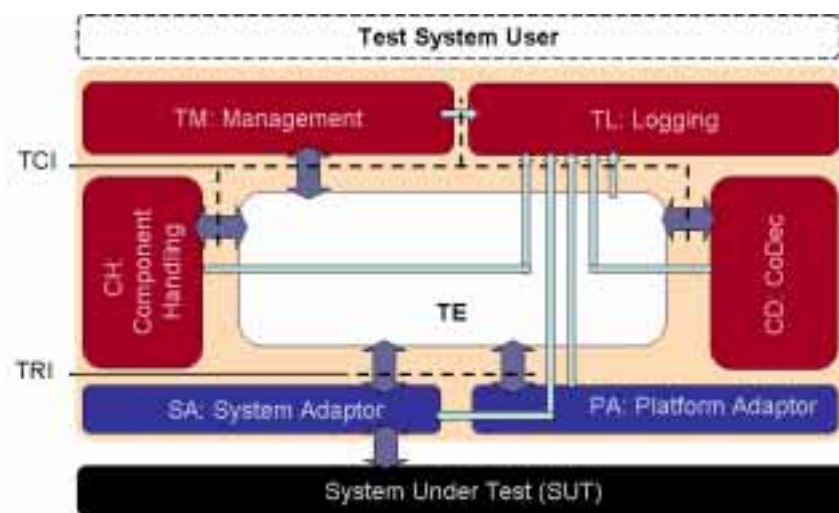 Test System User
TM: Management
TL: Logging
TCI
CH:
Component
Handling
CD: CoDec
TE
TRI
SA: System Adaptor
PA: Platform Adaptor
System Under Test (SUT)